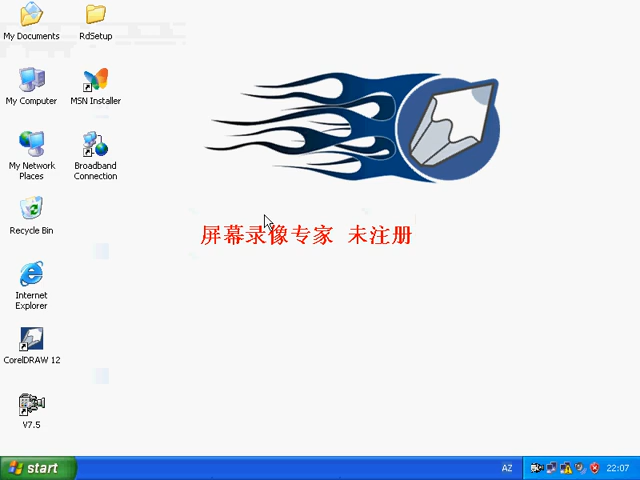 My Documents
RdSetup
My Computer
MSN Installer
My Network
Places
Broadband
Connection
Recycle Bin
屏幕录像专家 未注册
Internet
Explorer
CorelDRAW 12
V7.5
start
AZ
22:07